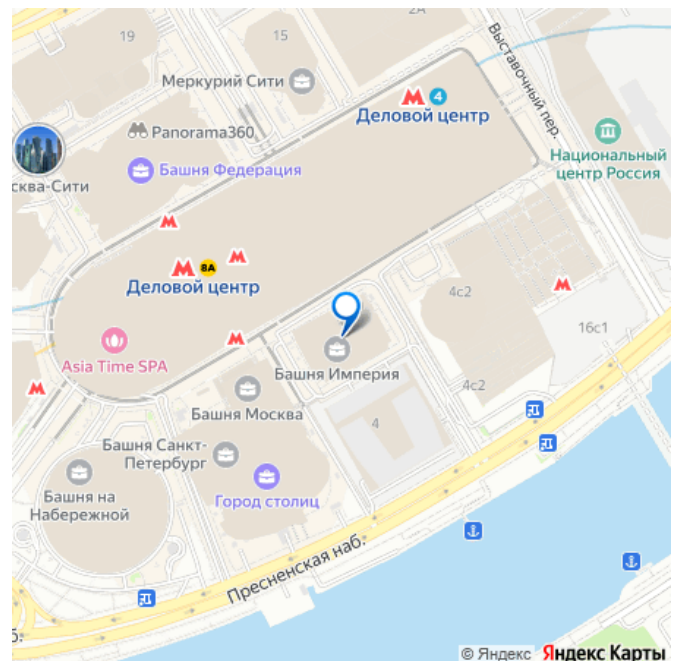 2А
19
15
Меркурий Сити
4
Деловой центр
Выставочный пер.
Panorama360
Национальный
центр Россия
сква-Сити
Башня Федерация
8А
Деловой центр
4с2
16с1
Asia Time SPA
Башня Империя
4с2
Башня Москва
4
Башня Санкт-
Петербург
Башня на
Набережной
Город столиц
Пресненская наб.
б:
© Яндекс Яндекс Карты